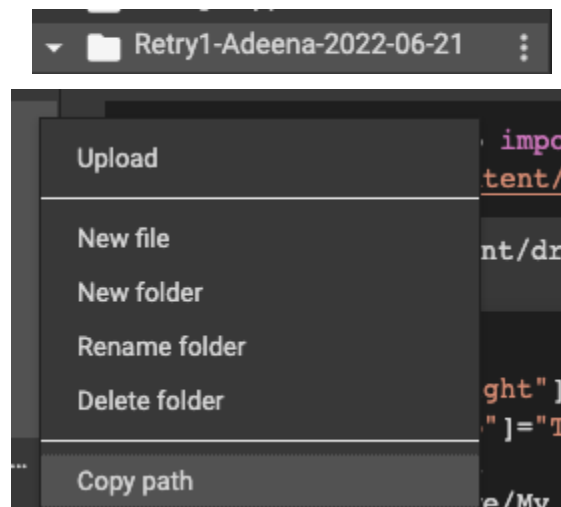 Retry1-Adeena-2022-06-21
impo
Upload
tent/
New file
nt/dr
New folder
Rename folder
ght"]
Delete folder
"]="T
Copy path
e/My